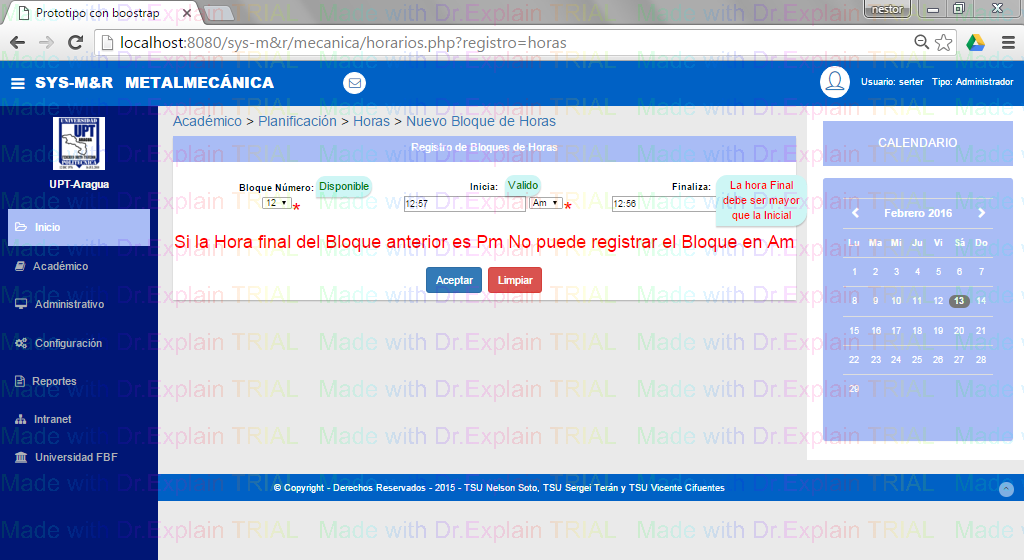 Prototipo con boostrap
nestor
localhost:8080/sys-m&r/mecanica/horarios.php?registro=horas
SYS-M&R METALMECÁNICA
Usuario: serter Tipo: Administrador
UNIVERSIDAD
UPT
ARAGUA
POLITÉCNICA
UPT-Aragua
Inicio
Académico
Administrativo
Configuración
Reportes
Intranet
Universidad FBF
Académico > Planificación > Horas > Nuevo Bloque de Horas
Registro de Bloques de Horas
Bloque Número: Disponible
12 *
Inicia: Valido
12:57 Am *
Finaliza:
12:56
La hora Final
debe ser mayor
que la Inicial
Si la Hora final del Bloque anterior es Pm No puede registrar el Bloque en Am
Aceptar Limpiar
CALENDARIO
Febrero 2016
Lu Ma Mi Ju Vi Sá Do
1 2 3 4 5 6 7
8 9 10 11 12 13 14
15 16 17 18 19 20 21
22 23 24 25 26 27 28
29
© Copyright - Derechos Reservados - 2015 - TSU Nelson Soto, TSU Sergei Terán y TSU Vicente Cifuentes
Made with Dr.Explain TRIAL